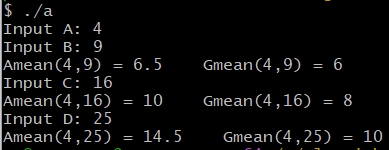 $ ./a
Input A: 4
Input B: 9
Amean(4,9) = 6.5    Gmean(4,9) = 6
Input C: 16
Amean(4,16) = 10    Gmean(4,16) = 8
Input D: 25
Amean(4,25) = 14.5    Gmean(4,25) = 10